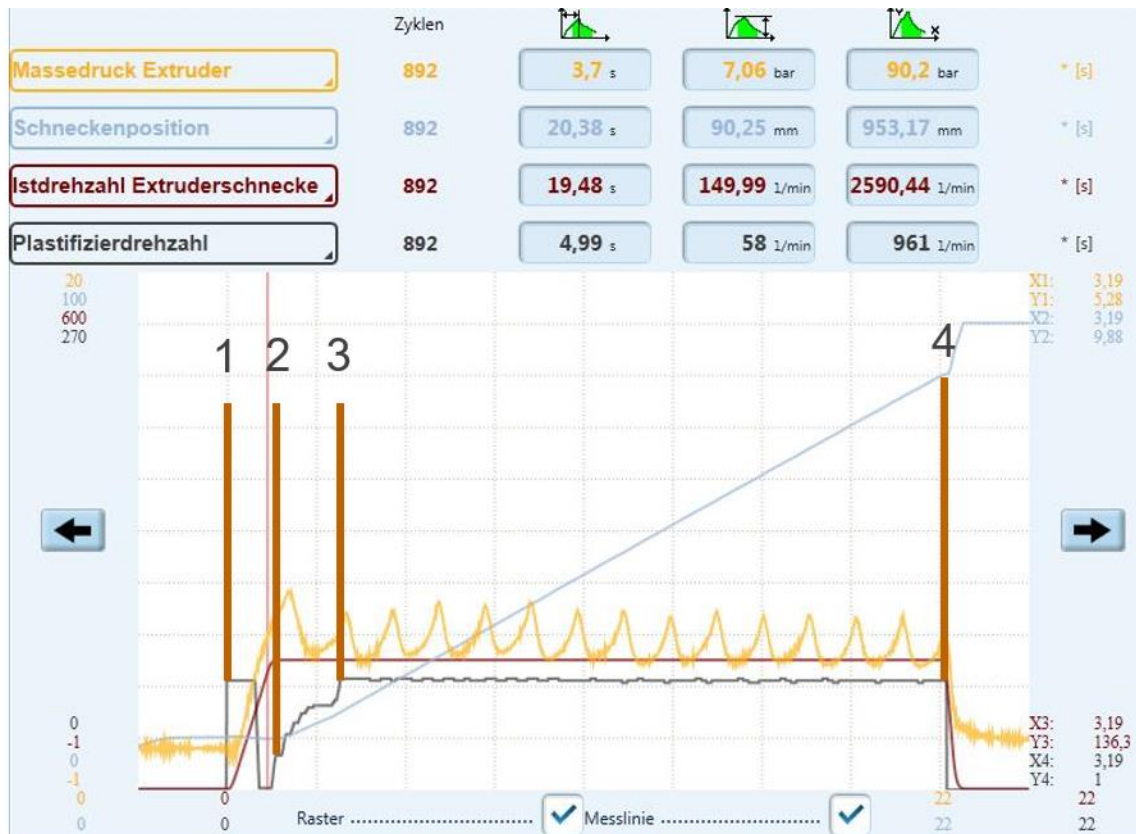 Zyklen
Massedruck Extruder 892 3,7 s 7,06 bar 90,2 bar * [s]
Schneckenposition 892 20,38 s 90,25 mm 953,17 mm * [s]
Istdrehzahl Extruderschnecke 892 19,48 s 149,99 1/min 2590,44 1/min * [s]
Plastifizierdrehzahl 892 4,99 s 58 1/min 961 1/min * [s]
20 X1: 3,19
100 Y1: 5,28
600 X2: 3,19
270 Y2: 9,88
1 2 3 4
0 X3: 3,19
-1 Y3: 136,3
0 X4: 3,19
-1 Y4: 1
0 0 22 22
Raster Messlinie
0 0 22 22